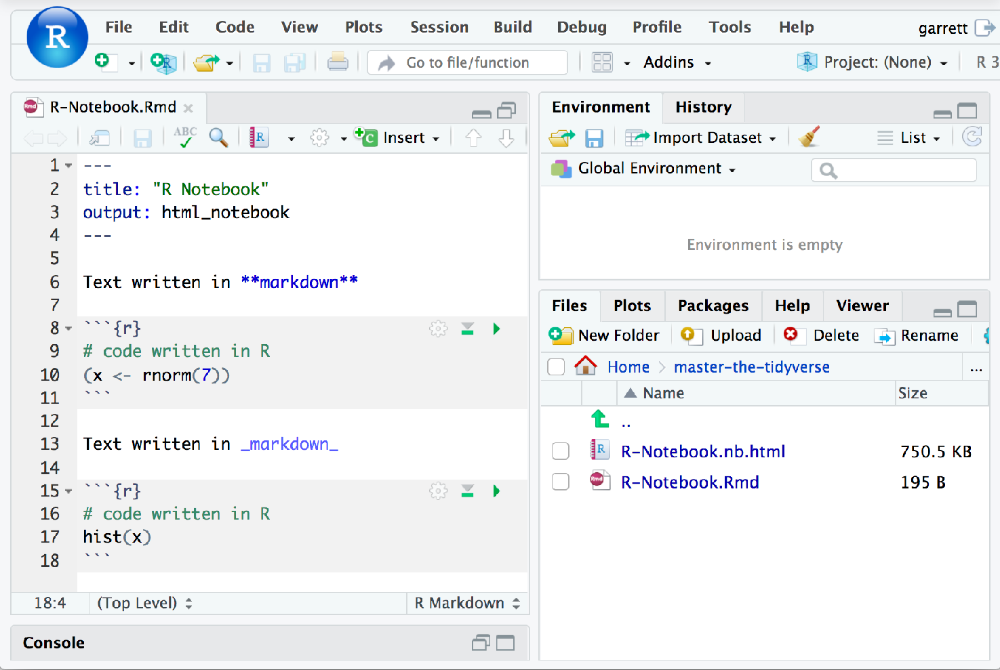 R File Edit Code View Plots Session Build Debug Profile Tools Help garrett
Go to file/function Addins Project: (None) R 3
R-Notebook.Rmd
ABC Insert
1 ---
2 title: "R Notebook"
3 output: html_notebook
4 ---
5
6 Text written in **markdown**
7
8 ```{r}
9 # code written in R
10 (x <- rnorm(7))
11 ```
12
13 Text written in _markdown_
14
15 ```{r}
16 # code written in R
17 hist(x)
18 ```
18:4 (Top Level) R Markdown
Console
Environment History
Import Dataset List
Global Environment
Environment is empty
Files Plots Packages Help Viewer
New Folder Upload Delete Rename
Home master-the-tidyverse ...
Name Size
..
R-Notebook.nb.html 750.5 KB
R-Notebook.Rmd 195 B